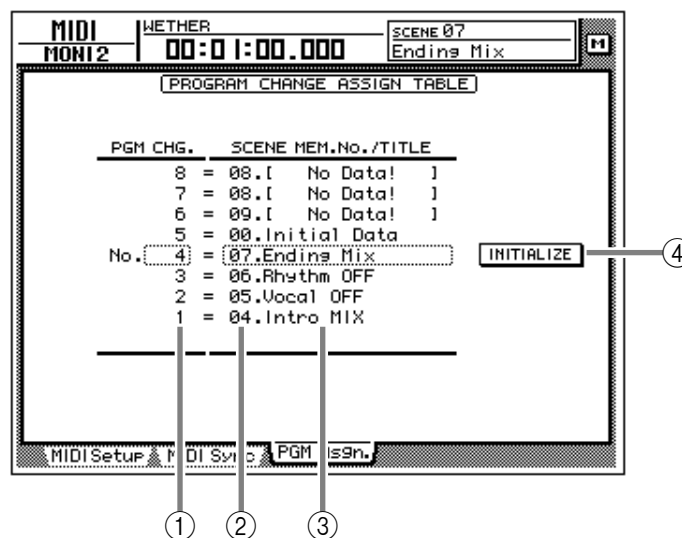 MIDI
MONI 2
WETHER
00:01:00.000
SCENE 07
Ending Mix
M
PROGRAM CHANGE ASSIGN TABLE
PGM CHG. SCENE MEM.No./TITLE
8 = 08.[ No Data! ]
7 = 08.[ No Data! ]
6 = 09.[ No Data! ]
5 = 00.Initial Data
No. 4 = 07.Ending Mix INITIALIZE ④
3 = 06.Rhythm OFF
2 = 05.Vocal OFF
1 = 04.Intro MIX
MIDI Setup MIDI Sync PGM Asgn.
① ② ③